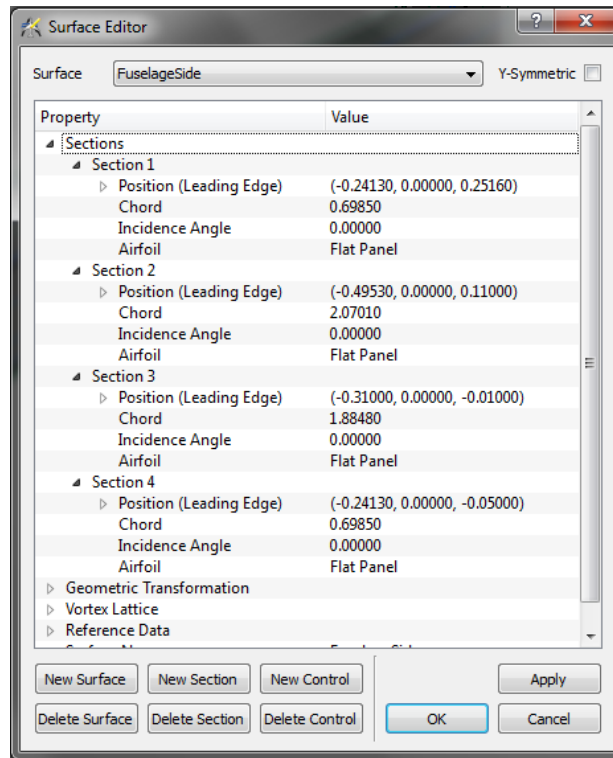 Surface Editor
Surface FuselageSide Y-Symmetric
Property Value
Sections
Section 1
Position (Leading Edge) (-0.24130, 0.00000, 0.25160)
Chord 0.69850
Incidence Angle 0.00000
Airfoil Flat Panel
Section 2
Position (Leading Edge) (-0.49530, 0.00000, 0.11000)
Chord 2.07010
Incidence Angle 0.00000
Airfoil Flat Panel
Section 3
Position (Leading Edge) (-0.31000, 0.00000, -0.01000)
Chord 1.88480
Incidence Angle 0.00000
Airfoil Flat Panel
Section 4
Position (Leading Edge) (-0.24130, 0.00000, -0.05000)
Chord 0.69850
Incidence Angle 0.00000
Airfoil Flat Panel
Geometric Transformation
Vortex Lattice
Reference Data
New Surface New Section New Control Apply
Delete Surface Delete Section Delete Control OK Cancel